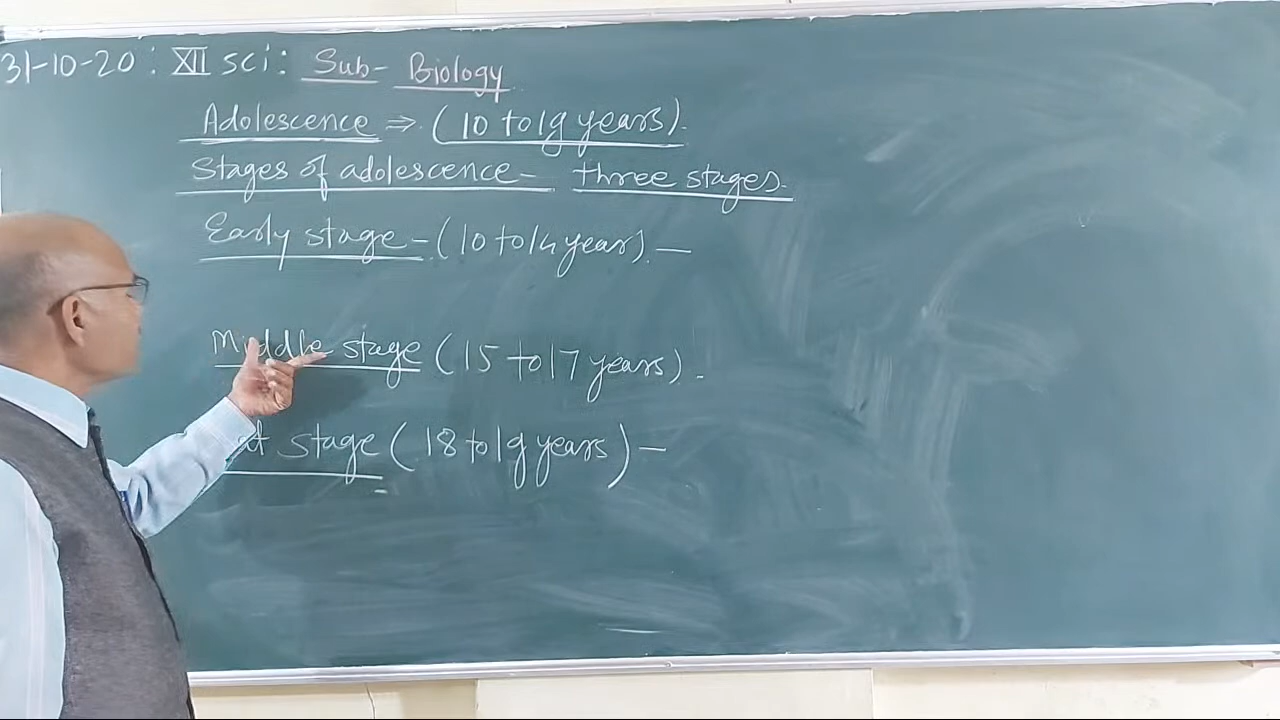 31-10-20: XII sci: Sub- Biology
Adolescence ⇒ (10 to 19 years).
Stages of adolescence- three stages.
Early stage -(10 to 14 year). —
Middle stage (15 to 17 years).
stage (18 to 19 years) —